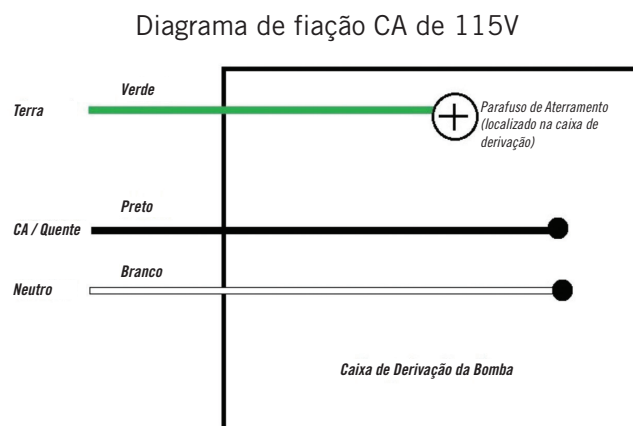 Diagrama de fiação CA de 115V
Verde
Terra
Parafuso de Aterramento
(localizado na caixa de
derivação)
Preto
CA / Quente
Branco
Neutro
Caixa de Derivação da Bomba